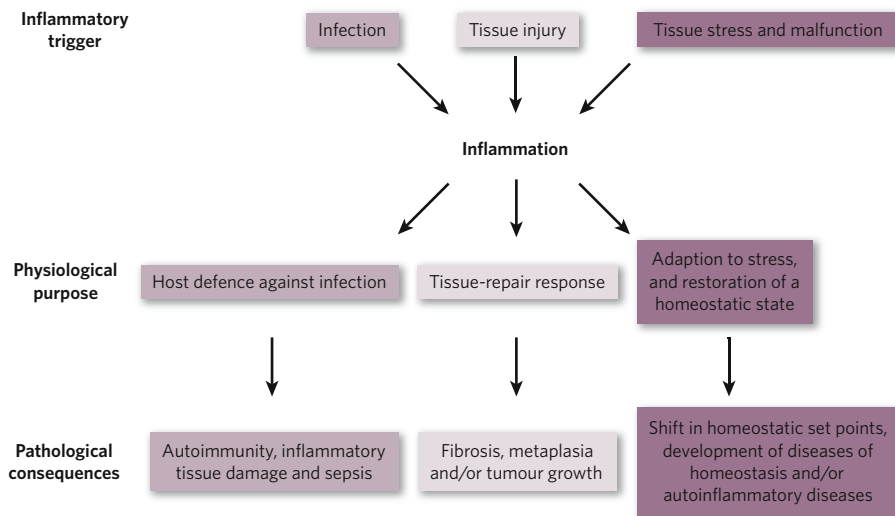 Inflammatory
trigger
Infection
Tissue injury
Tissue stress and malfunction
Inflammation
Physiological
purpose
Host defence against infection
Tissue-repair response
Adaption to stress,
and restoration of a
homeostatic state
Pathological
consequences
Autoimmunity, inflammatory
tissue damage and sepsis
Fibrosis, metaplasia
and/or tumour growth
Shift in homeostatic set points,
development of diseases of
homeostasis and/or
autoinflammatory diseases